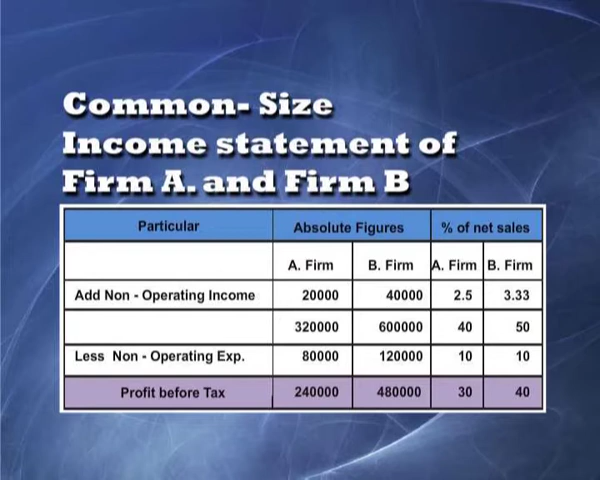 Common- Size
Income statement of
Firm A. and Firm B
Particular Absolute Figures % of net sales
A. Firm B. Firm A. Firm B. Firm
Add Non - Operating Income 20000 40000 2.5 3.33
320000 600000 40 50
Less Non - Operating Exp. 80000 120000 10 10
Profit before Tax 240000 480000 30 40